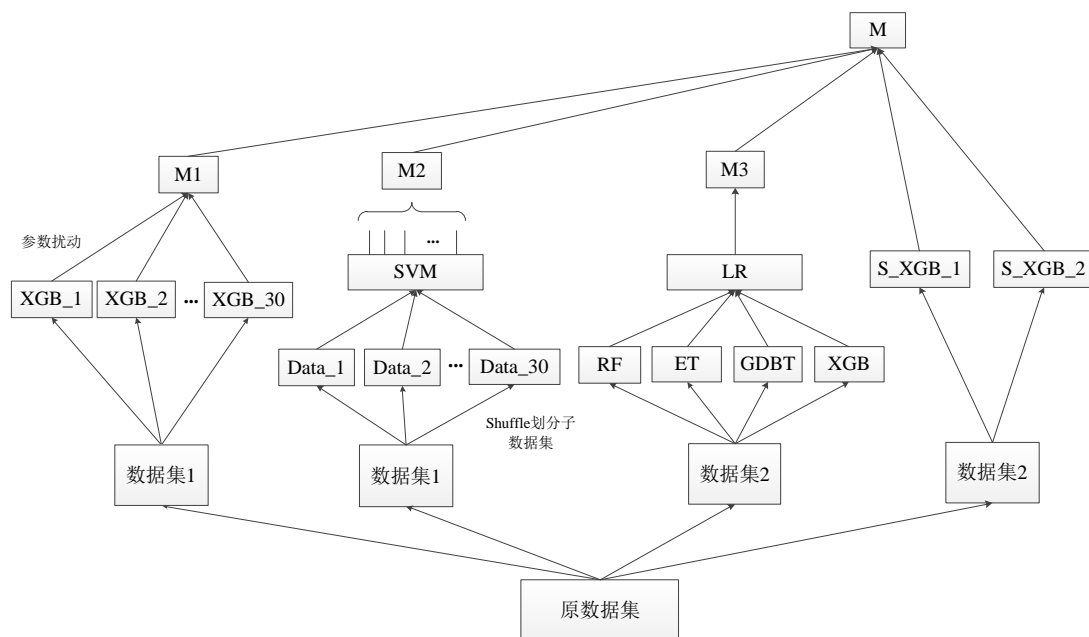 M
M1
M2
M3
参数扰动
...
SVM
LR
S_XGB_1
S_XGB_2
XGB_1
XGB_2
...
XGB_30
Data_1
Data_2
...
Data_30
RF
ET
GDBT
XGB
Shuffle划分子
数据集
数据集1
数据集1
数据集2
数据集2
原数据集